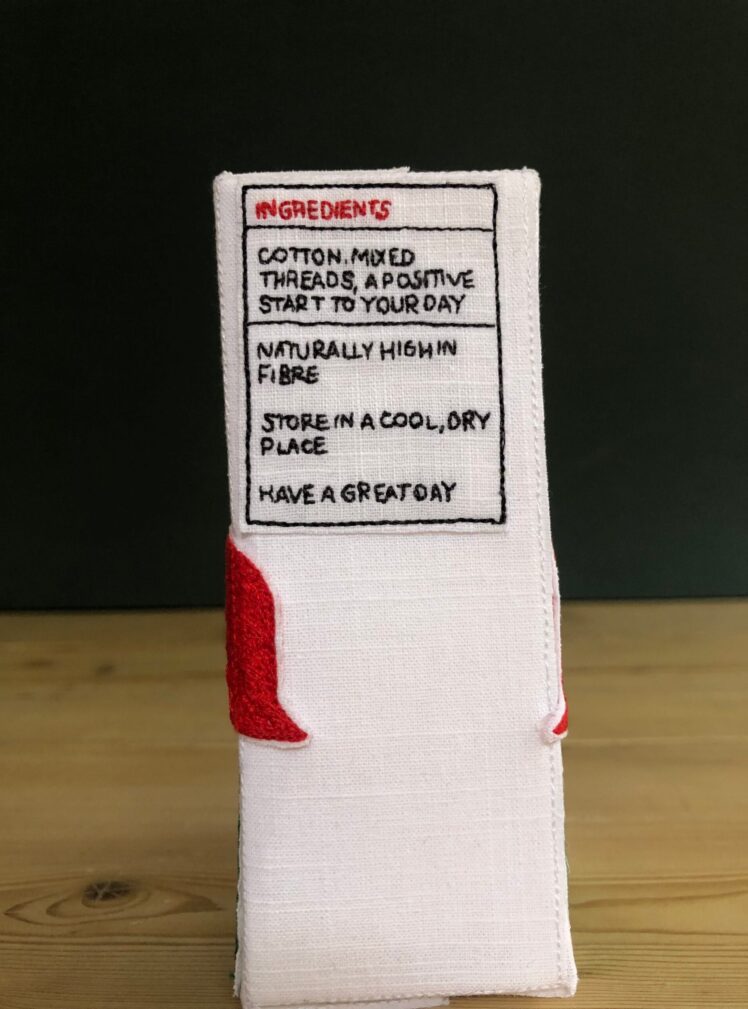 INGREDIENTS
COTTON. MIXED
THREADS, A POSITIVE
START TO YOUR DAY
NATURALLY HIGH IN
FIBRE
STORE IN A COOL, DRY
PLACE
HAVE A GREAT DAY